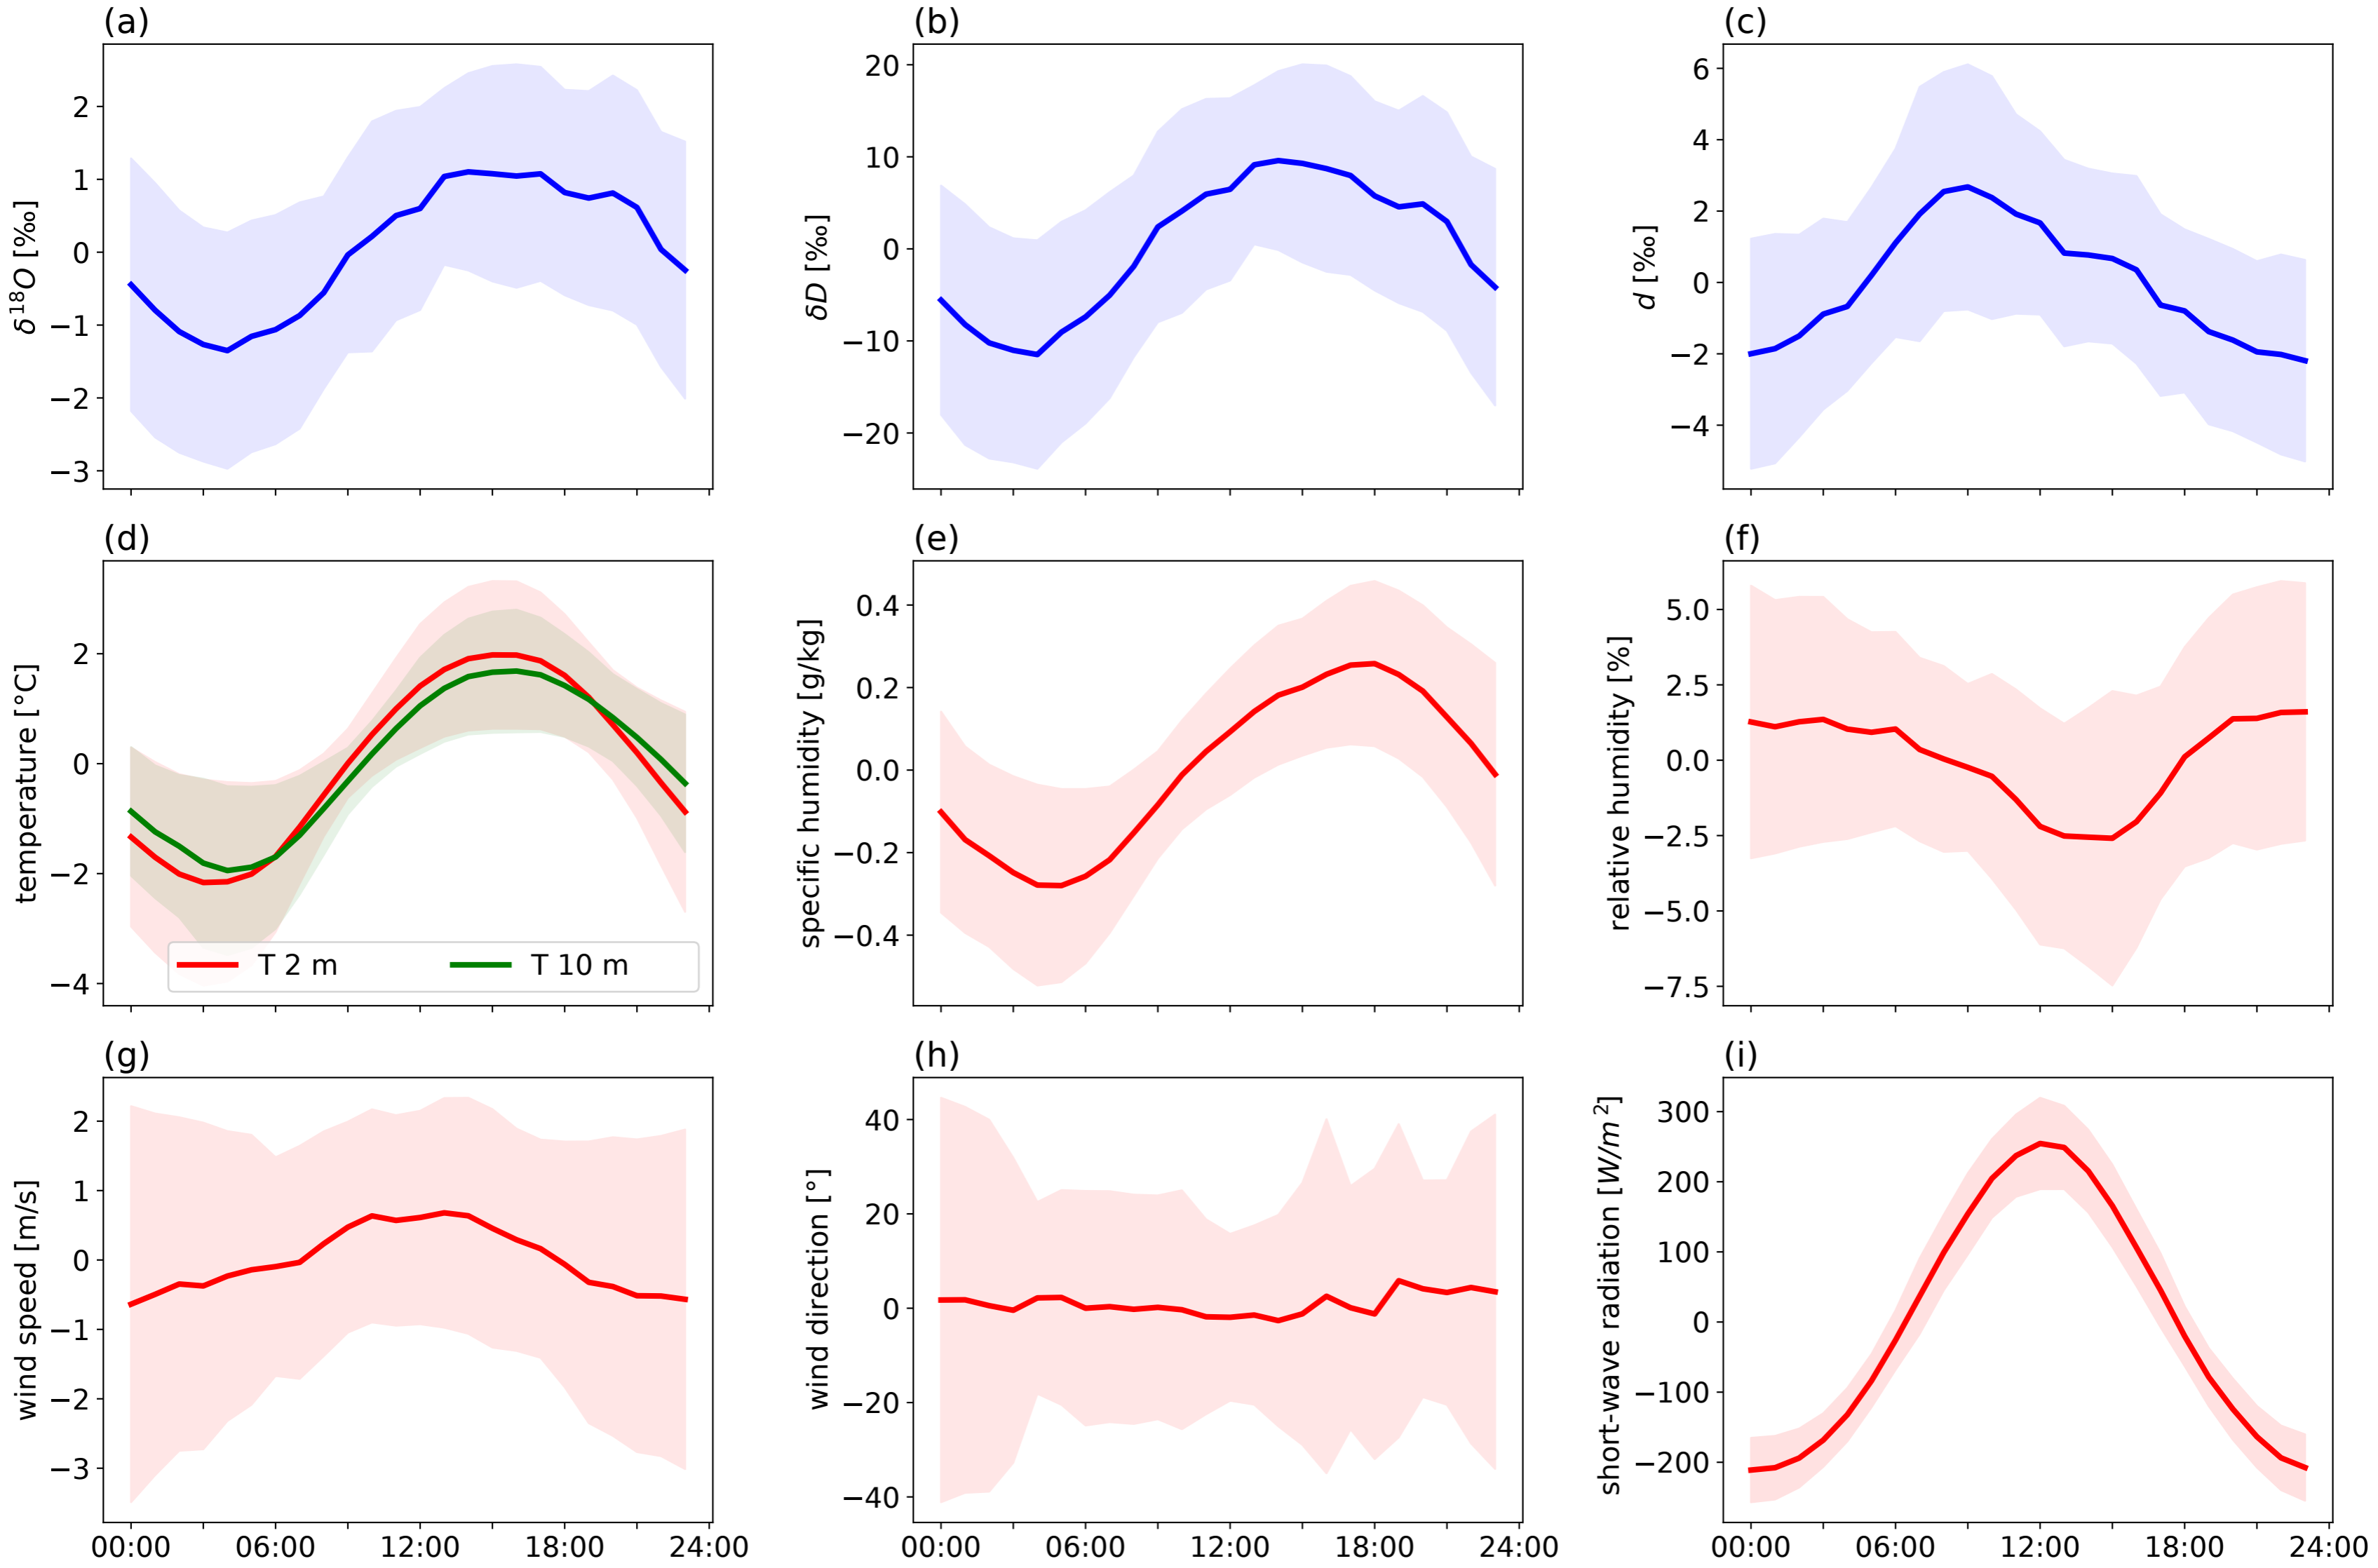 (a)
(b)
(c)
δ¹⁸O [‰]
2
1
0
−1
−2
−3
δD [‰]
20
10
0
−10
−20
d [‰]
6
4
2
0
−2
−4
(d)
(e)
(f)
temperature [°C]
2
0
−2
−4
T 2 m
T 10 m
specific humidity [g/kg]
0.4
0.2
0.0
−0.2
−0.4
relative humidity [%]
5.0
2.5
0.0
−2.5
−5.0
−7.5
(g)
(h)
(i)
wind speed [m/s]
2
1
0
−1
−2
−3
00:00 06:00 12:00 18:00 24:00
wind direction [°]
40
20
0
−20
−40
00:00 06:00 12:00 18:00 24:00
short-wave radiation [W/m²]
300
200
100
0
−100
−200
00:00 06:00 12:00 18:00 24:00